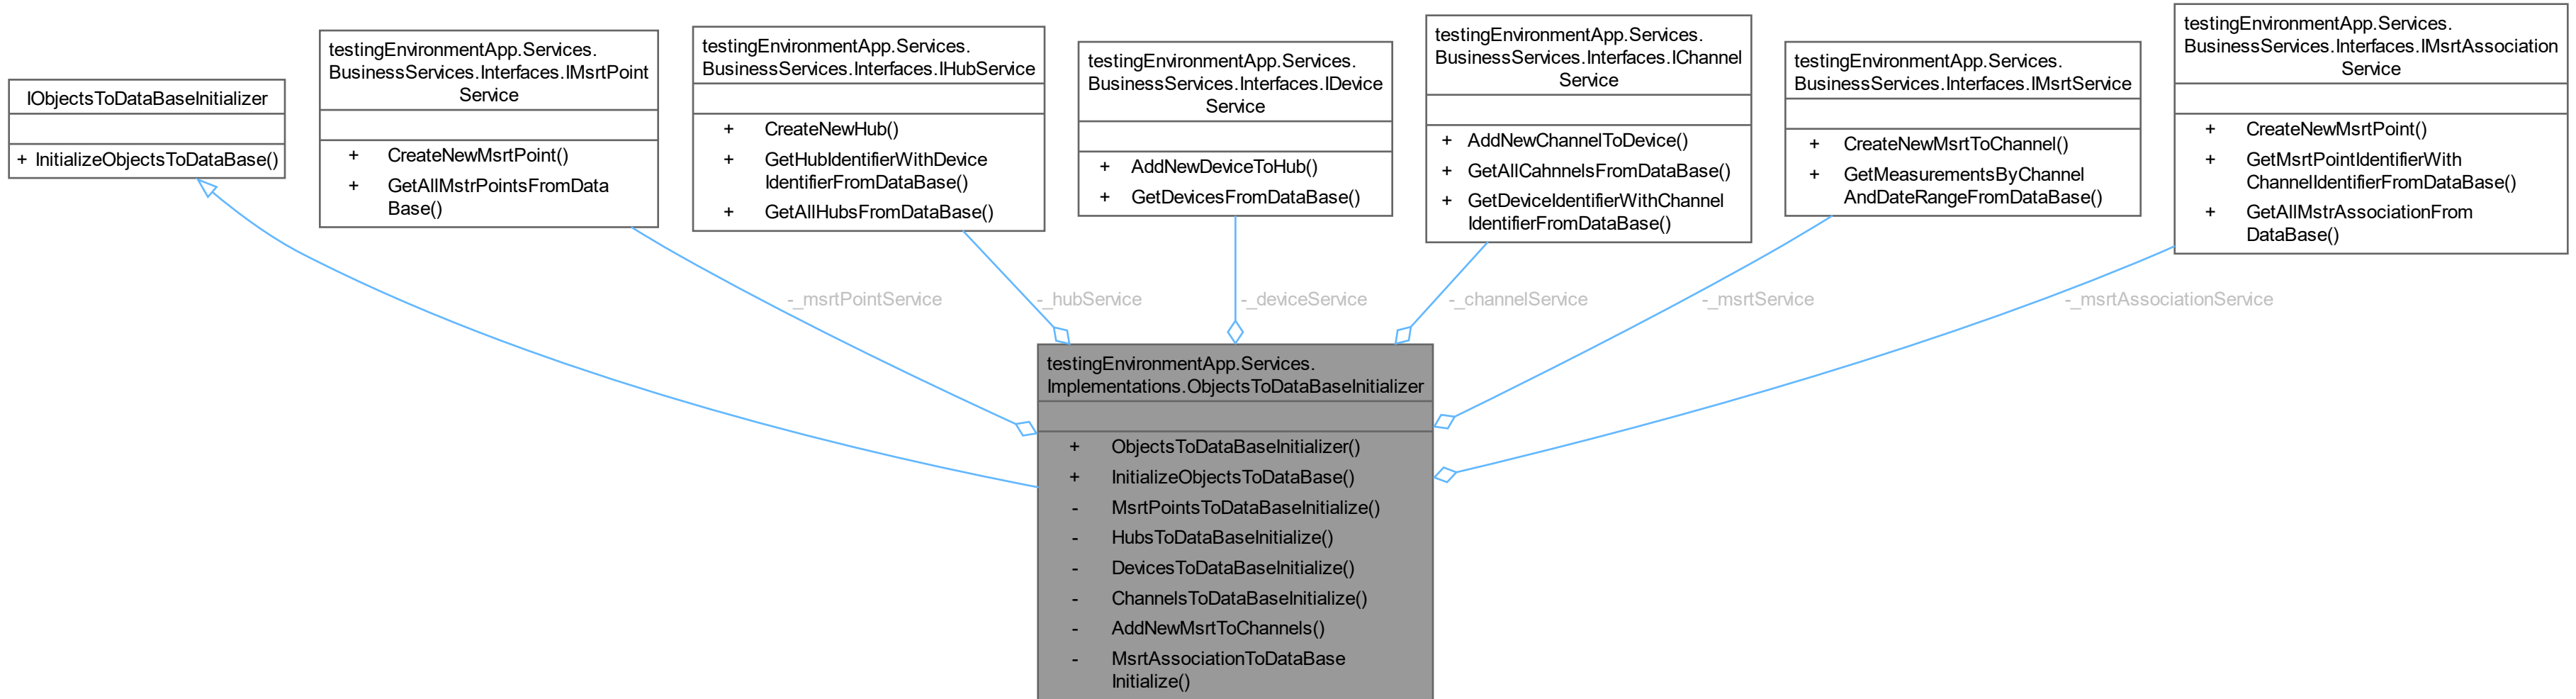 IObjectsToDataBaseInitializer
+ InitializeObjectsToDataBase()
testingEnvironmentApp.Services.
BusinessServices.Interfaces.IMsrtPoint
Service
+ CreateNewMsrtPoint()
+ GetAllMstrPointsFromData
Base()
testingEnvironmentApp.Services.
BusinessServices.Interfaces.IHubService
+ CreateNewHub()
+ GetHubIdentifierWithDevice
IdentifierFromDataBase()
+ GetAllHubsFromDataBase()
testingEnvironmentApp.Services.
BusinessServices.Interfaces.IDevice
Service
+ AddNewDeviceToHub()
+ GetDevicesFromDataBase()
testingEnvironmentApp.Services.
BusinessServices.Interfaces.IChannel
Service
+ AddNewChannelToDevice()
+ GetAllCahnnelsFromDataBase()
+ GetDeviceIdentifierWithChannel
IdentifierFromDataBase()
testingEnvironmentApp.Services.
BusinessServices.Interfaces.IMsrtService
+ CreateNewMsrtToChannel()
+ GetMeasurementsByChannel
AndDateRangeFromDataBase()
testingEnvironmentApp.Services.
BusinessServices.Interfaces.IMsrtAssociation
Service
+ CreateNewMsrtPoint()
+ GetMsrtPointIdentifierWith
ChannelIdentifierFromDataBase()
+ GetAllMstrAssociationFrom
DataBase()
-_msrtPointService
-_hubService
-_deviceService
-_channelService
-_msrtService
-_msrtAssociationService
testingEnvironmentApp.Services.
Implementations.ObjectsToDataBaseInitializer
+ ObjectsToDataBaseInitializer()
+ InitializeObjectsToDataBase()
- MsrtPointsToDataBaseInitialize()
- HubsToDataBaseInitialize()
- DevicesToDataBaseInitialize()
- ChannelsToDataBaseInitialize()
- AddNewMsrtToChannels()
- MsrtAssociationToDataBase
Initialize()